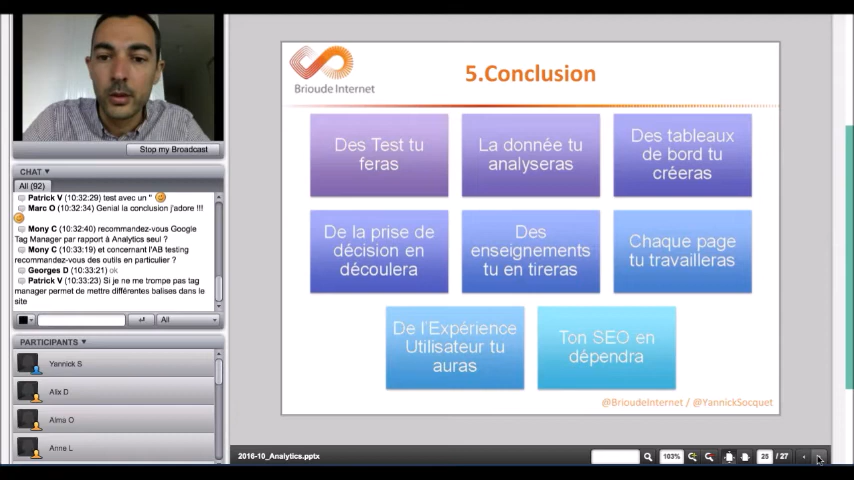 Stop my Broadcast
CHAT
All (92)
Patrick V (10:32:29) test avec un "
Marc O (10:32:34) Genial la conclusion j'adore !!!
Mony C (10:32:40) recommandez-vous Google
Tag Manager par rapport à Analytics seul ?
Mony C (10:33:19) et concernant l'AB testing
recommandez-vous des outils en particulier ?
Georges D (10:33:21) ok
Patrick V (10:33:23) Si je ne me trompe pas tag
manager permet de mettre différentes balises dans le
site
All
PARTICIPANTS
Yannick S
Alix D
Alma O
Anne L
Brioude Internet
5.Conclusion
Des Test tu
feras
La donnée tu
analyseras
Des tableaux
de bord tu
créeras
De la prise de
décision en
découlera
Des
enseignements
tu en tireras
Chaque page
tu travailleras
De l'Expérience
Utilisateur tu
auras
Ton SEO en
dépendra
@BrioudeInternet / @YannickSocquet
2016-10_Analytics.pptx
103%
25 / 27